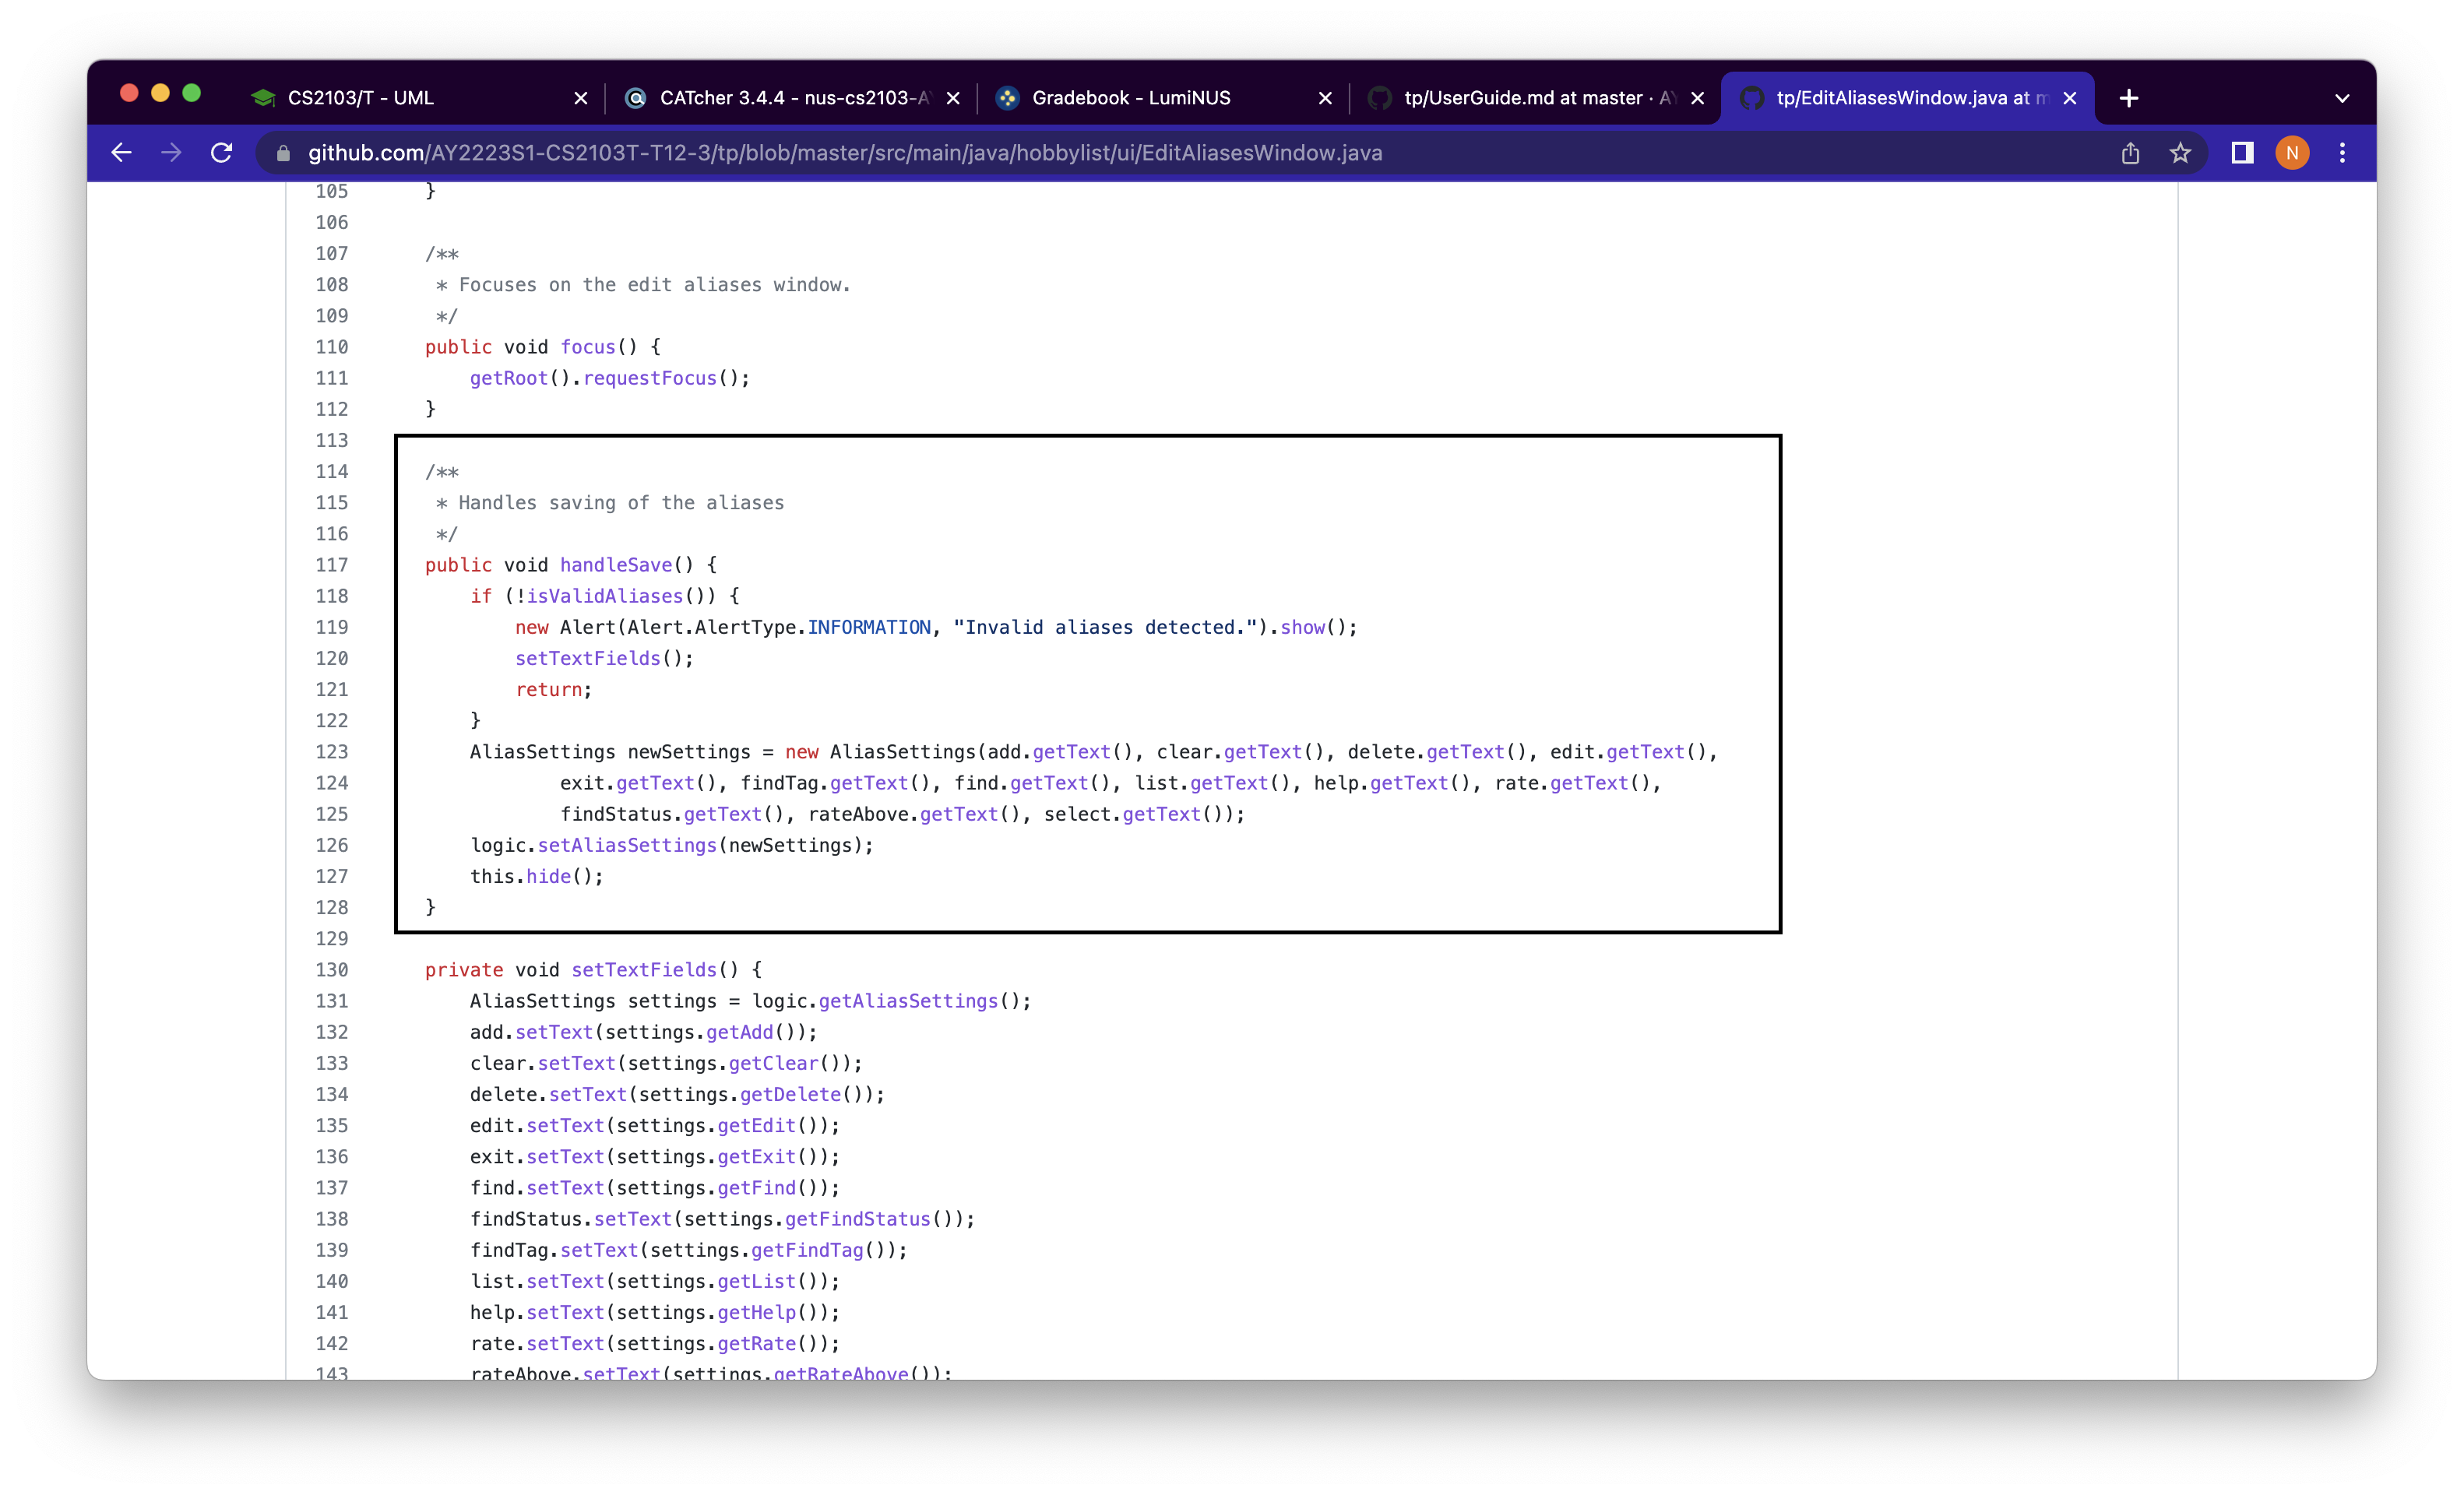 CS2103/T - UML
CATcher 3.4.4 - nus-cs2103-A
Gradebook - LumiNUS
tp/UserGuide.md at master · A
tp/EditAliasesWindow.java at m
github.com/AY2223S1-CS2103T-T12-3/tp/blob/master/src/main/java/hobbylist/ui/EditAliasesWindow.java
N
105     }
106
107     /**
108      * Focuses on the edit aliases window.
109      */
110     public void focus() {
111         getRoot().requestFocus();
112     }
113
114     /**
115      * Handles saving of the aliases
116      */
117     public void handleSave() {
118         if (!isValidAliases()) {
119             new Alert(Alert.AlertType.INFORMATION, "Invalid aliases detected.").show();
120             setTextFields();
121             return;
122         }
123         AliasSettings newSettings = new AliasSettings(add.getText(), clear.getText(), delete.getText(), edit.getText(),
124                 exit.getText(), findTag.getText(), find.getText(), list.getText(), help.getText(), rate.getText(),
125                 findStatus.getText(), rateAbove.getText(), select.getText());
126         logic.setAliasSettings(newSettings);
127         this.hide();
128     }
129
130     private void setTextFields() {
131         AliasSettings settings = logic.getAliasSettings();
132         add.setText(settings.getAdd());
133         clear.setText(settings.getClear());
134         delete.setText(settings.getDelete());
135         edit.setText(settings.getEdit());
136         exit.setText(settings.getExit());
137         find.setText(settings.getFind());
138         findStatus.setText(settings.getFindStatus());
139         findTag.setText(settings.getFindTag());
140         list.setText(settings.getList());
141         help.setText(settings.getHelp());
142         rate.setText(settings.getRate());
143         rateAbove.setText(settings.getRateAbove());